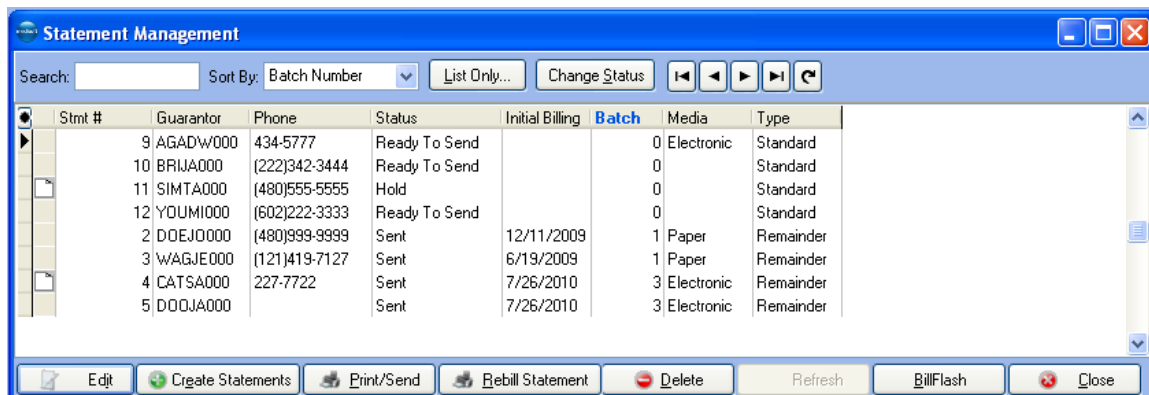 Statement Management
Search: Sort By: Batch Number List Only... Change Status
Stmt # Guarantor Phone Status Initial Billing Batch Media Type
9 AGADW000 434-5777 Ready To Send 0 Electronic Standard
10 BRIJA000 (222)342-3444 Ready To Send 0 Standard
11 SIMTA000 (480)555-5555 Hold 0 Standard
12 YOUMI000 (602)222-3333 Ready To Send 0 Standard
2 DOEJO000 (480)999-9999 Sent 12/11/2009 1 Paper Remainder
3 WAGJE000 (121)419-7127 Sent 6/19/2009 1 Paper Remainder
4 CATSA000 227-7722 Sent 7/26/2010 3 Electronic Remainder
5 DOOJA000 Sent 7/26/2010 3 Electronic Remainder
Edit Create Statements Print/Send Rebill Statement Delete Refresh BillFlash Close